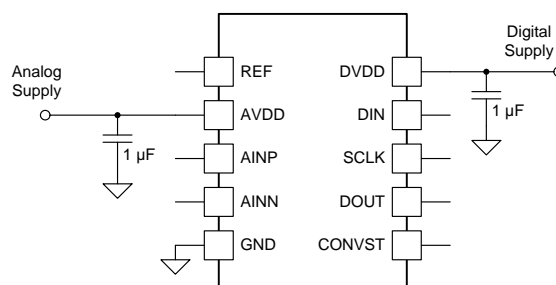 Analog
Supply
1 µF
REF
AVDD
AINP
AINN
GND
DVDD
DIN
SCLK
DOUT
CONVST
Digital
Supply
1 µF